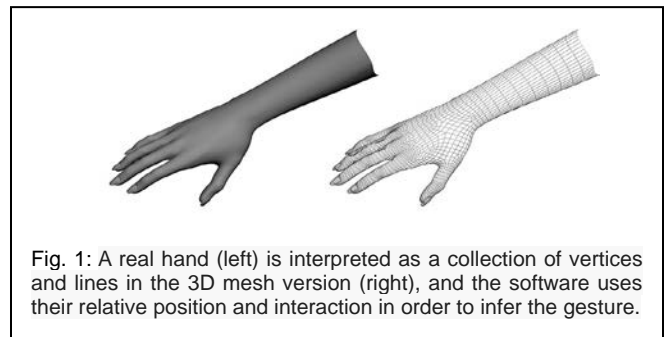 Fig. 1: A real hand (left) is interpreted as a collection of vertices
and lines in the 3D mesh version (right), and the software uses
their relative position and interaction in order to infer the gesture.